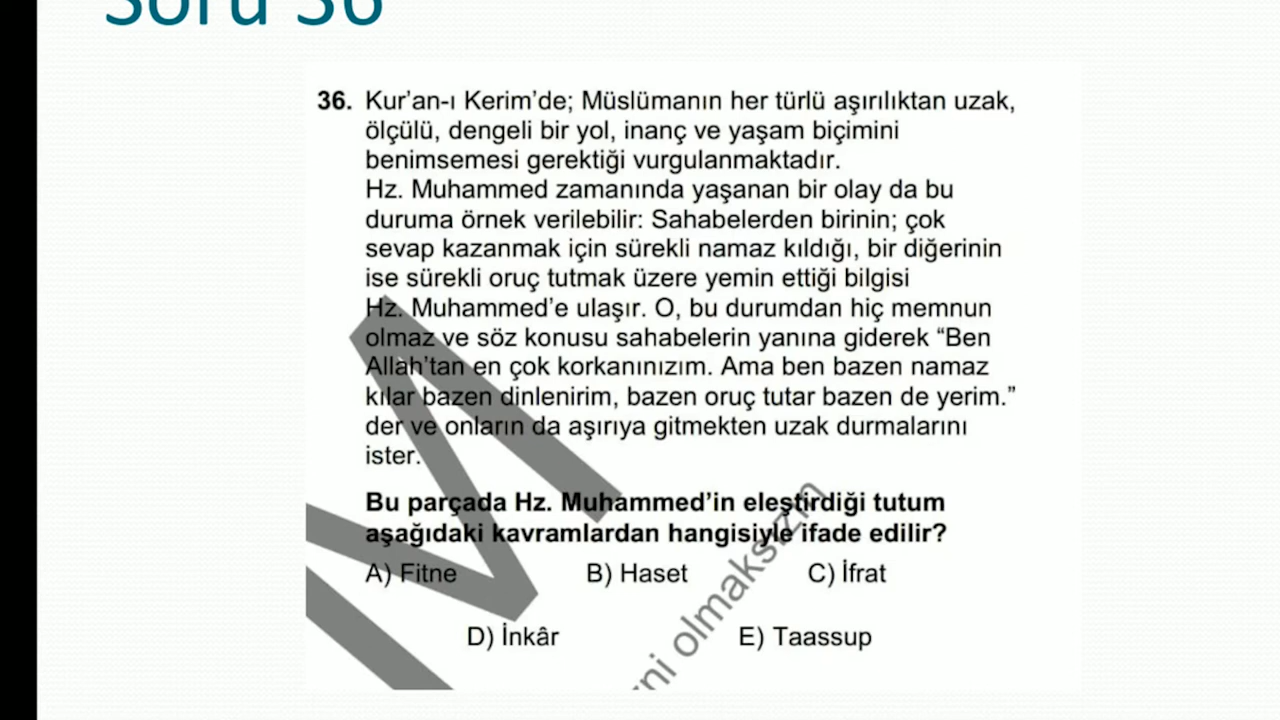 Soru 36
36. Kur’an-ı Kerim’de; Müslümanın her türlü aşırılıktan uzak,
ölçülü, dengeli bir yol, inanç ve yaşam biçimini
benimsemesi gerektiği vurgulanmaktadır.
Hz. Muhammed zamanında yaşanan bir olay da bu
duruma örnek verilebilir: Sahabelerden birinin; çok
sevap kazanmak için sürekli namaz kıldığı, bir diğerinin
ise sürekli oruç tutmak üzere yemin ettiği bilgisi
Hz. Muhammed’e ulaşır. O, bu durumdan hiç memnun
olmaz ve söz konusu sahabelerin yanına giderek “Ben
Allah’tan en çok korkanınızım. Ama ben bazen namaz
kılar bazen dinlenirim, bazen oruç tutar bazen de yerim.”
der ve onların da aşırıya gitmekten uzak durmalarını
ister.
Bu parçada Hz. Muhammed’in eleştirdiği tutum
aşağıdaki kavramlardan hangisiyle ifade edilir?
A) Fitne B) Haset C) İfrat
D) İnkâr E) Taassup
olmaksızın